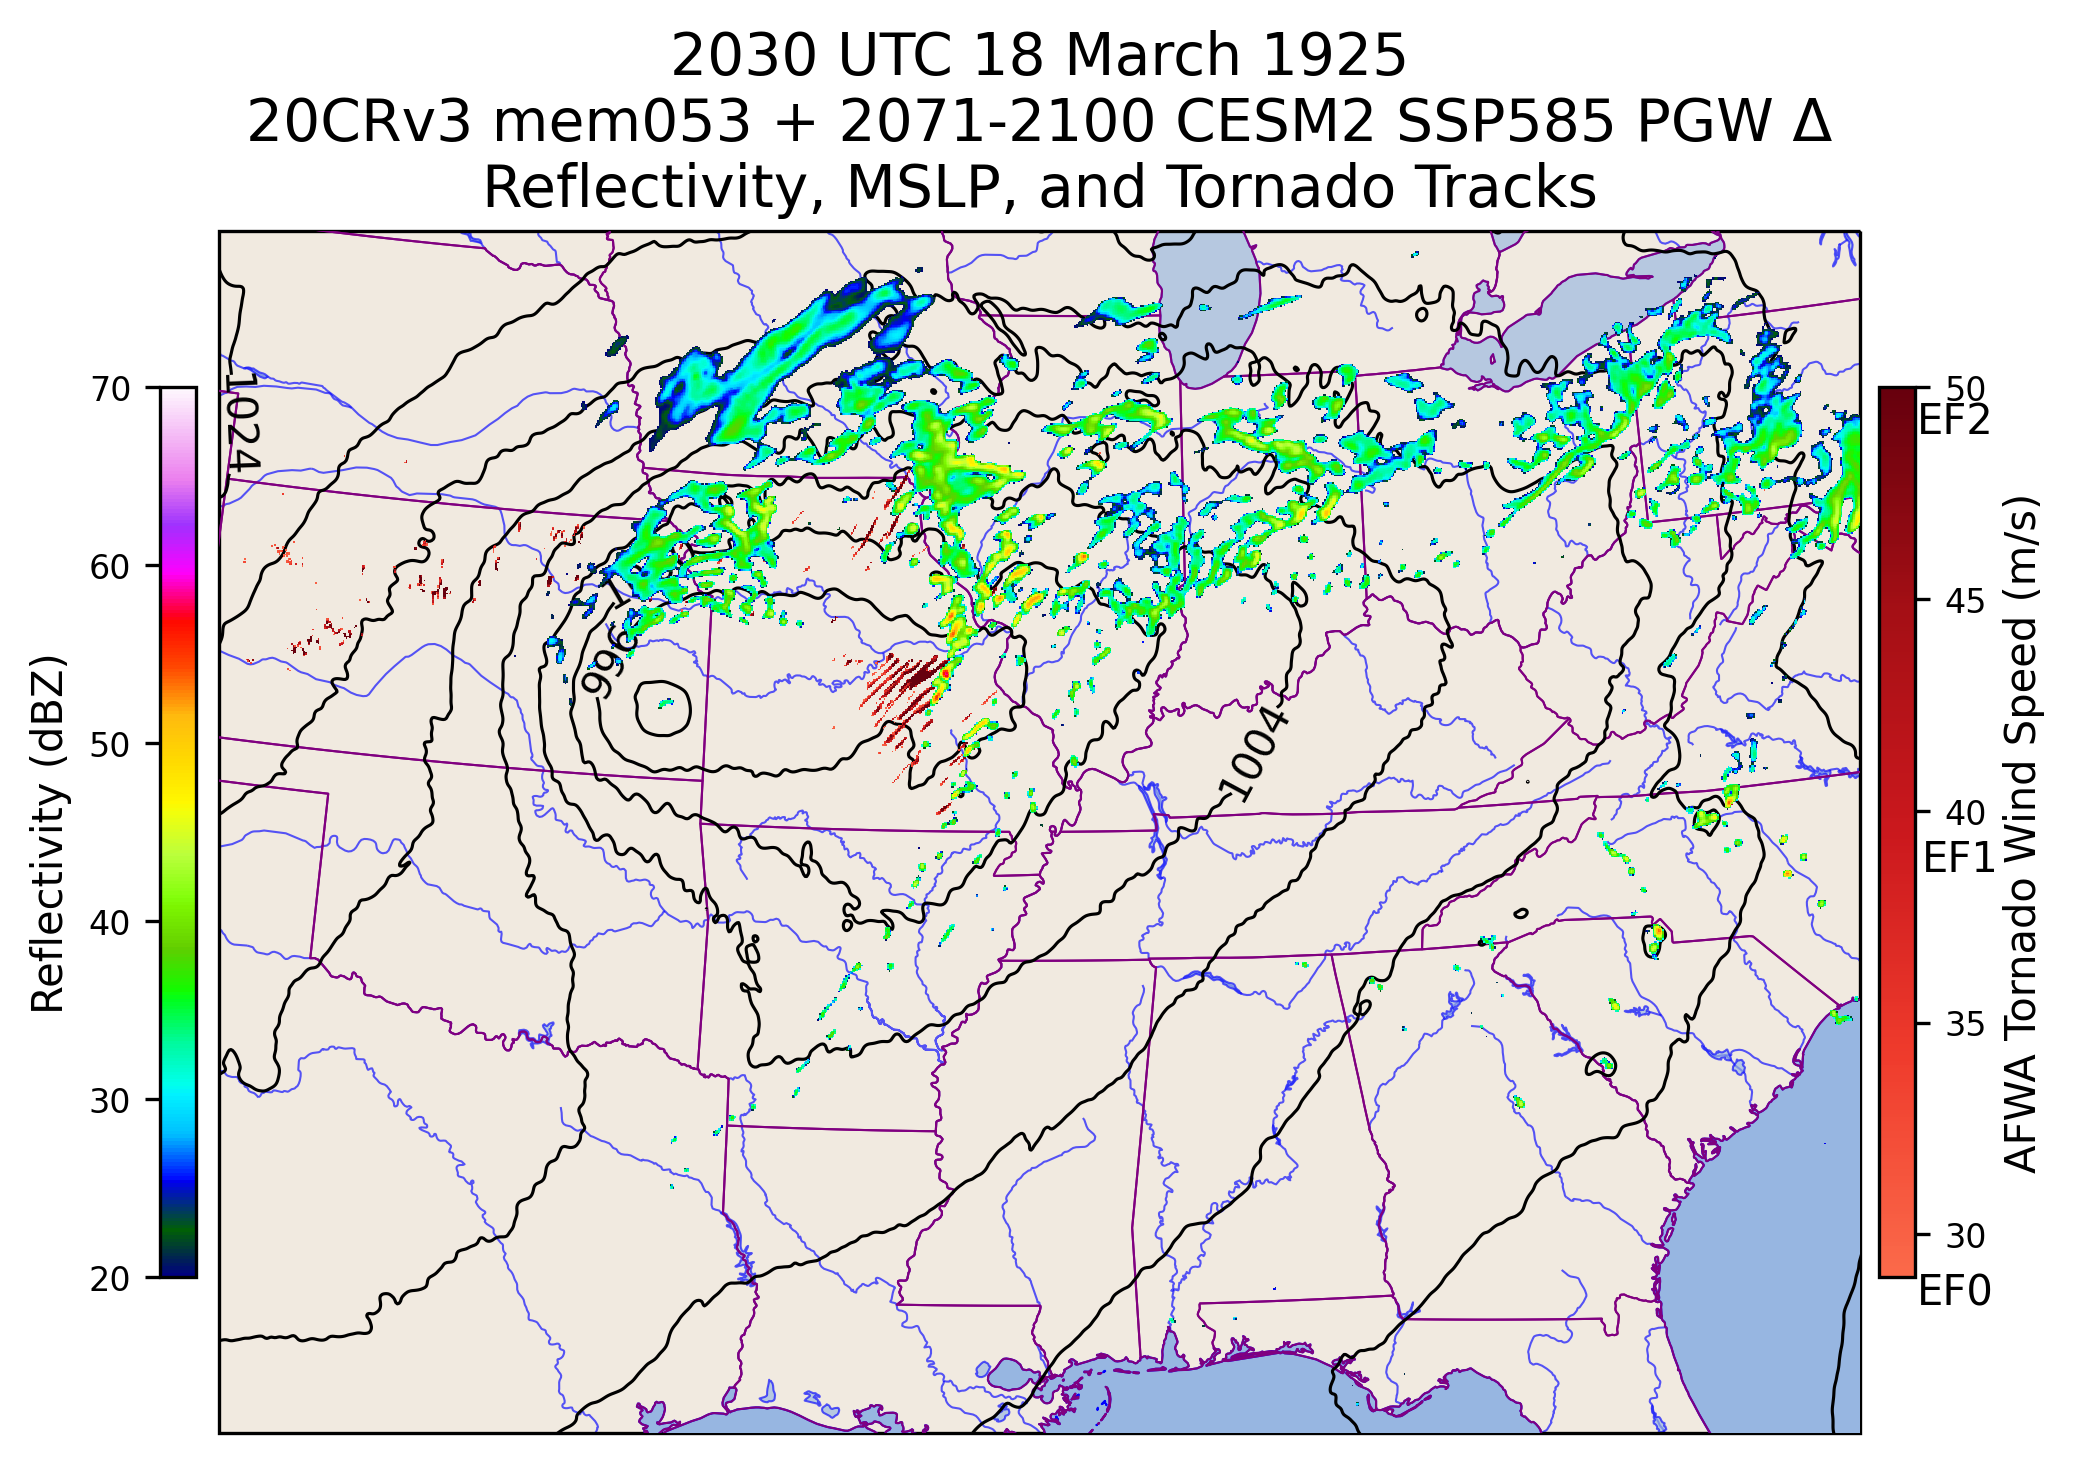 2030 UTC 18 March 1925
20CRv3 mem053 + 2071-2100 CESM2 SSP585 PGW Δ
Reflectivity, MSLP, and Tornado Tracks
Reflectivity (dBZ)
70
60
50
40
30
20
1024
996
1004
50
EF2
45
40
EF1
35
30
EF0
AFWA Tornado Wind Speed (m/s)